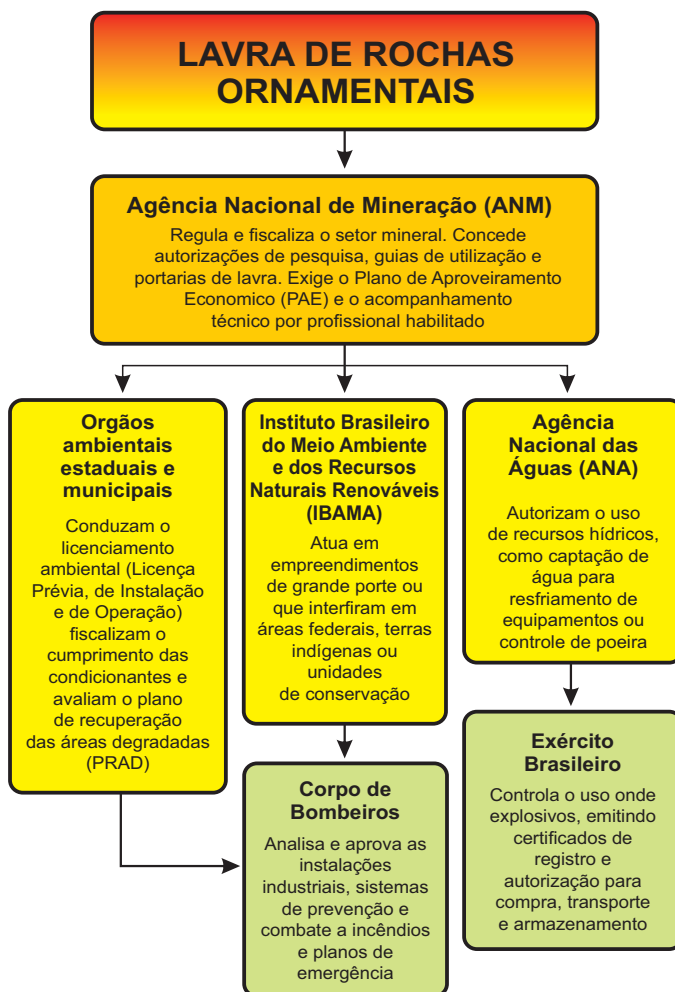 LAVRA DE ROCHAS
ORNAMENTAIS
Agência Nacional de Mineração (ANM)
Regula e fiscaliza o setor mineral. Concede
autorizações de pesquisa, guias de utilização e
portarias de lavra. Exige o Plano de Aproveiramento
Economico (PAE) e o acompanhamento
técnico por profissional habilitado
Orgãos
ambientais
estaduais e
municipais
Conduzam o
licenciamento
ambiental (Licença
Prévia, de Instalação
e de Operação)
fiscalizam o
cumprimento das
condicionantes e
avaliam o plano
de recuperação
das áreas degradadas
(PRAD)
Instituto Brasileiro
do Meio Ambiente
e dos Recursos
Naturais Renováveis
(IBAMA)
Atua em
empreendimentos
de grande porte ou
que interfiram em
áreas federais, terras
indígenas ou
unidades
de conservação
Agência
Nacional das
Águas (ANA)
Autorizam o uso
de recursos hídricos,
como captação de
água para
resfriamento de
equipamentos ou
controle de poeira
Corpo de
Bombeiros
Analisa e aprova as
instalações
industriais, sistemas
de prevenção e
combate a incêndios
e planos de
emergência
Exército
Brasileiro
Controla o uso onde
explosivos, emitindo
certificados de
registro e
autorização para
compra, transporte
e armazenamento